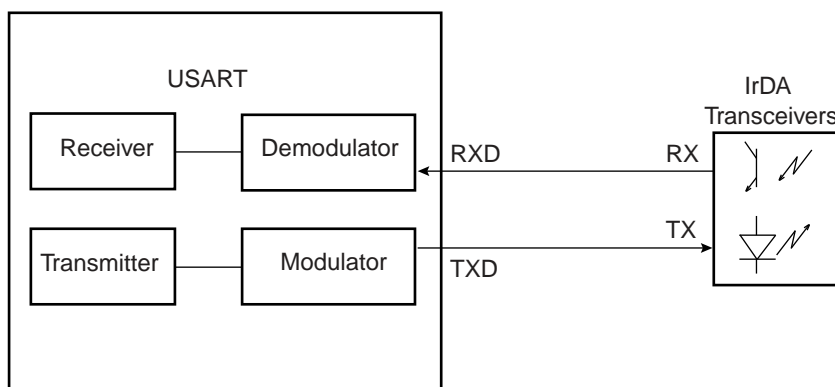 USART
IrDA
Transceivers
Receiver
Demodulator
RXD
RX
Transmitter
Modulator
TXD
TX